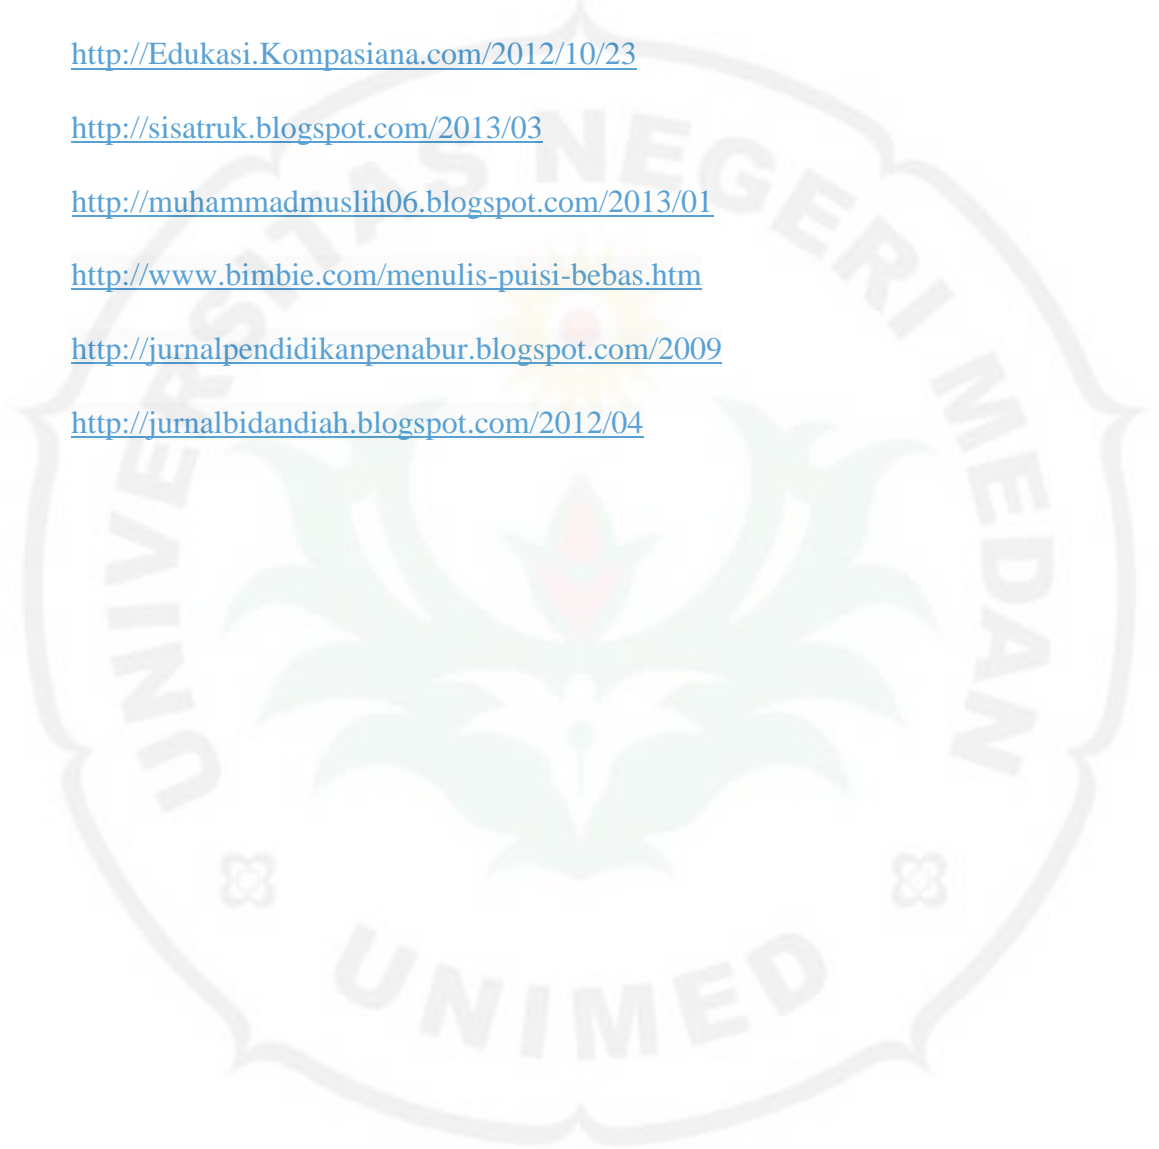 http://Edukasi.Kompasiana.com/2012/10/23
http://sisatruk.blogspot.com/2013/03
http://muhammadmuslih06.blogspot.com/2013/01
http://www.bimbie.com/menulis-puisi-bebas.htm
http://jurnalpendidikanpenabur.blogspot.com/2009
http://jurnalbidandiah.blogspot.com/2012/04
UNIVERSITAS NEGERI MEDAN
UNIMED